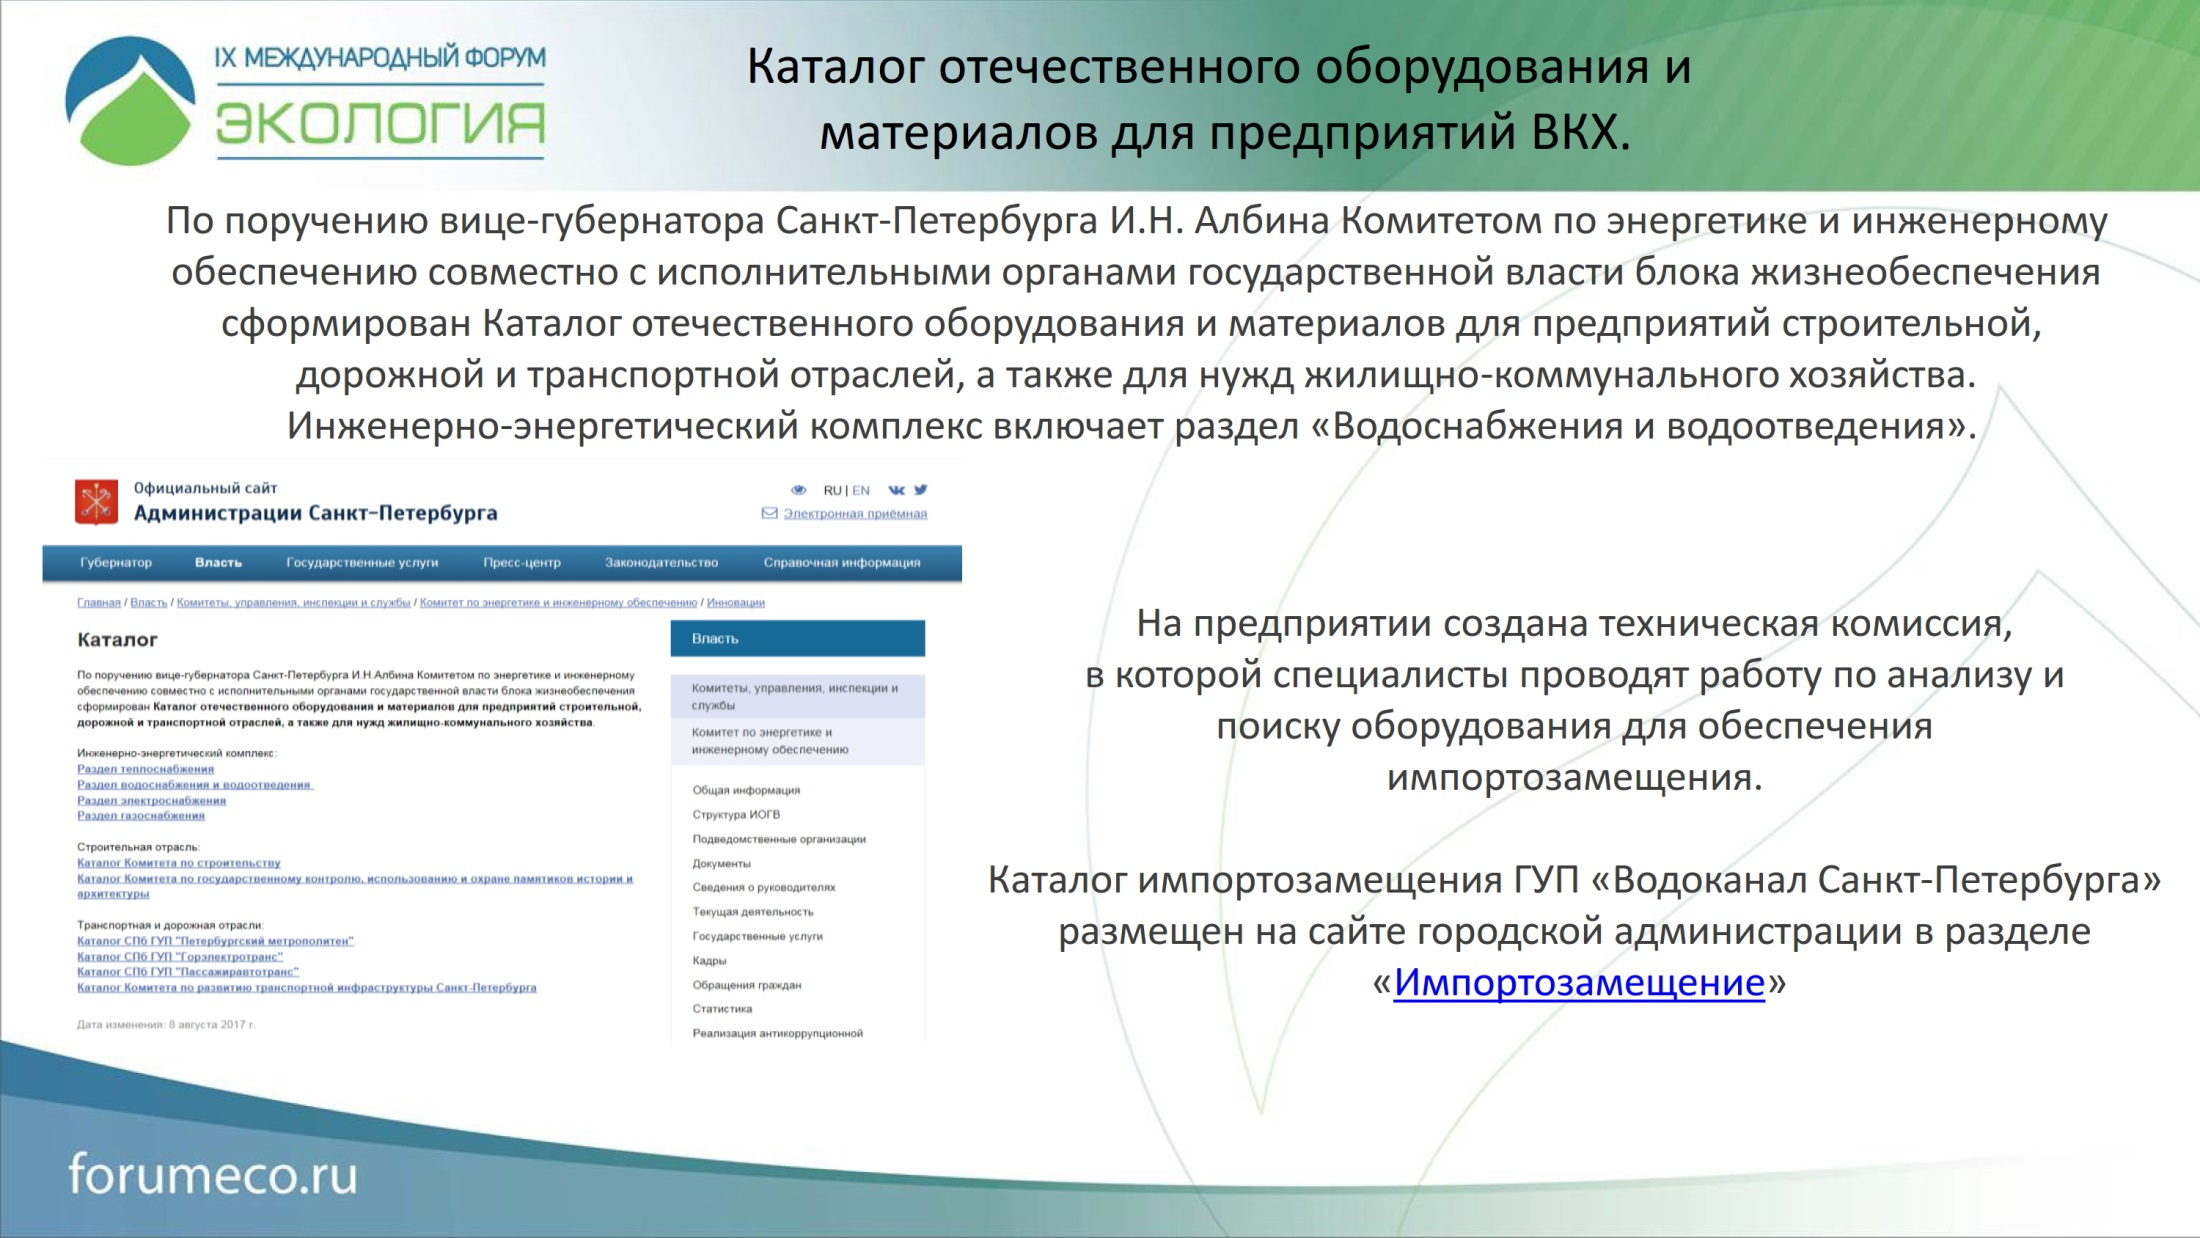 IX МЕЖДУНАРОДНЫЙ ФОРУМ
ЭКОЛОГИЯ
Каталог отечественного оборудования и
материалов для предприятий ВКХ.
По поручению вице-губернатора Санкт-Петербурга И.Н. Албина Комитетом по энергетике и инженерному
обеспечению совместно с исполнительными органами государственной власти блока жизнеобеспечения
сформирован Каталог отечественного оборудования и материалов для предприятий строительной,
дорожной и транспортной отраслей, а также для нужд жилищно-коммунального хозяйства.
Инженерно-энергетический комплекс включает раздел «Водоснабжения и водоотведения».
Официальный сайт
Администрации Санкт-Петербурга
RU | EN
Электронная приёмная
Губернатор Власть Государственные услуги Пресс-центр Законодательство Справочная информация
Главная / Власть / Комитеты, управления, инспекции и службы / Комитет по энергетике и инженерному обеспечению / Инновации
Каталог
По поручению вице-губернатора Санкт-Петербурга И.Н.Албина Комитетом по энергетике и инженерному
обеспечению совместно с исполнительными органами государственной власти блока жизнеобеспечения
сформирован Каталог отечественного оборудования и материалов для предприятий строительной,
дорожной и транспортной отраслей, а также для нужд жилищно-коммунального хозяйства.
Инженерно-энергетический комплекс:
Раздел теплоснабжения
Раздел водоснабжения и водоотведения
Раздел электроснабжения
Раздел газоснабжения
Строительная отрасль:
Каталог Комитета по строительству
Каталог Комитета по государственному контролю, использованию и охране памятников истории и
архитектуры
Транспортная и дорожная отрасли:
Каталог СПб ГУП "Петербургский метрополитен"
Каталог СПб ГУП "Горэлектротранс"
Каталог СПб ГУП "Пассажиравтотранс"
Каталог Комитета по развитию транспортной инфраструктуры Санкт-Петербурга
Дата изменения: 8 августа 2017 г.
Власть
Комитеты, управления, инспекции и
службы
Комитет по энергетике и
инженерному обеспечению
Общая информация
Структура ИОГВ
Подведомственные организации
Документы
Сведения о руководителях
Текущая деятельность
Государственные услуги
Кадры
Обращения граждан
Статистика
Реализация антикоррупционной
На предприятии создана техническая комиссия,
в которой специалисты проводят работу по анализу и
поиску оборудования для обеспечения
импортозамещения.
Каталог импортозамещения ГУП «Водоканал Санкт-Петербурга»
размещен на сайте городской администрации в разделе
«Импортозамещение»
forumeco.ru